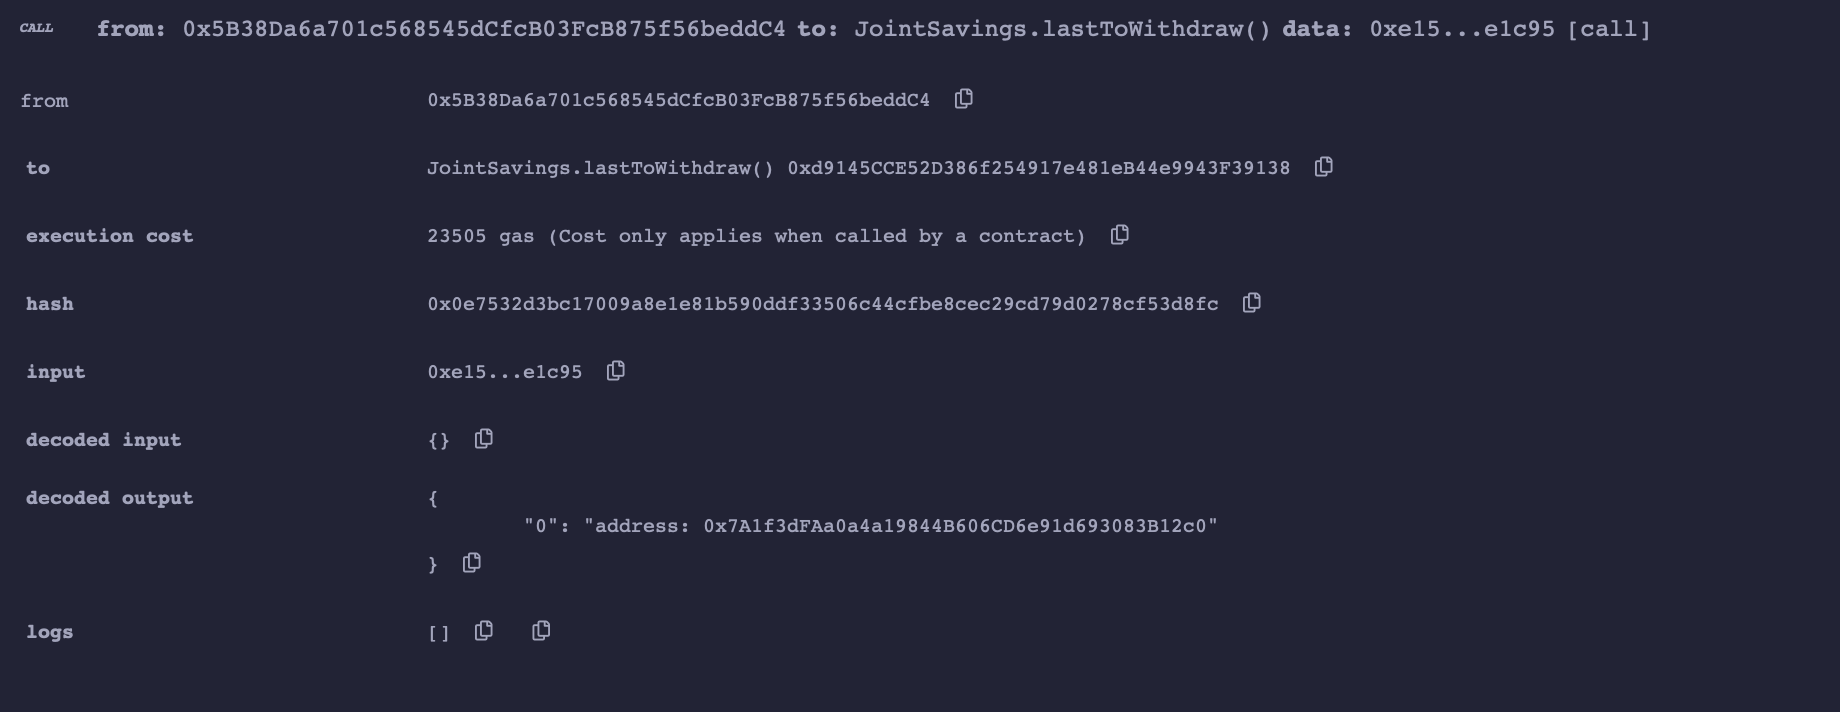 CALL from: 0x5B38Da6a701c568545dCfcB03FcB875f56beddC4 to: JointSavings.lastToWithdraw() data: 0xe15...e1c95 [call]
from 0x5B38Da6a701c568545dCfcB03FcB875f56beddC4
to JointSavings.lastToWithdraw() 0xd9145CCE52D386f254917e481eB44e9943F39138
execution cost 23505 gas (Cost only applies when called by a contract)
hash 0x0e7532d3bc17009a8e1e81b590ddf33506c44cfbe8cec29cd79d0278cf53d8fc
input 0xe15...e1c95
decoded input {}
decoded output {
"0": "address: 0x7A1f3dFAa0a4a19844B606CD6e91d693083B12c0"
}
logs []